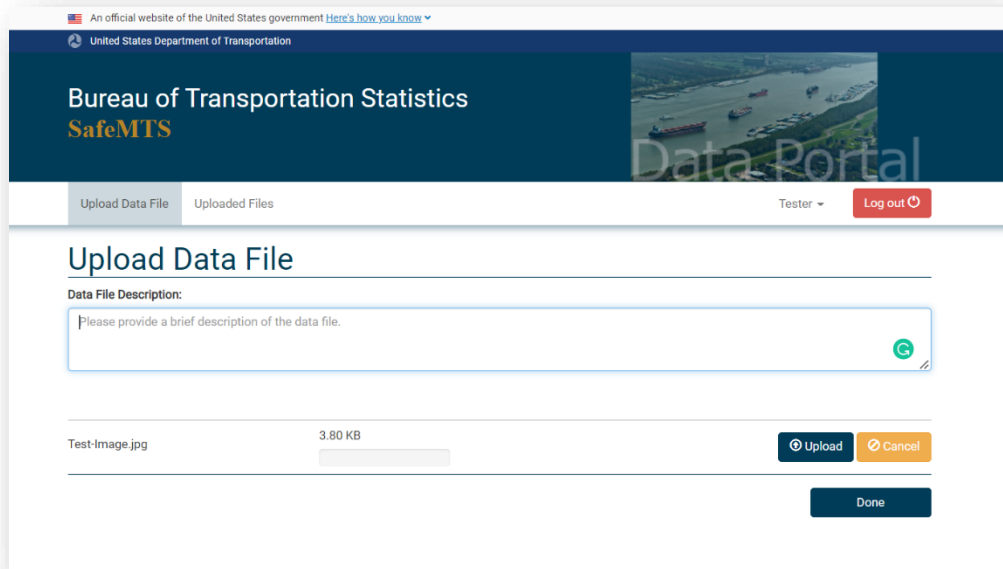 An official website of the United States government Here's how you know
United States Department of Transportation
Bureau of Transportation Statistics
SafeMTS
Data Portal
Upload Data File Uploaded Files Tester Log out
Upload Data File
Data File Description:
Please provide a brief description of the data file.
Test-Image.jpg 3.80 KB Upload Cancel
Done